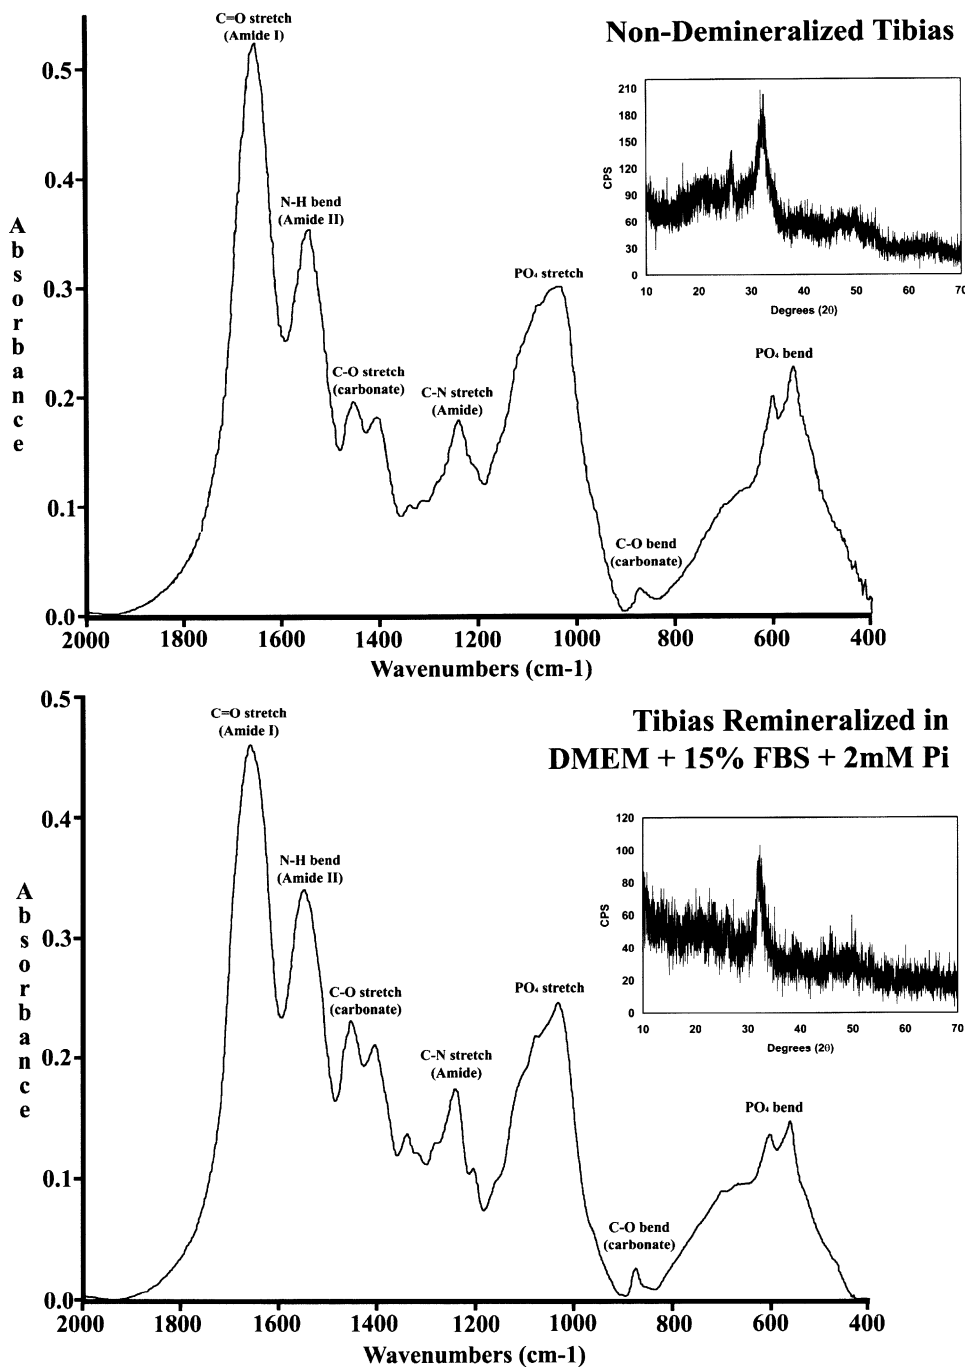 C=O stretch
(Amide I)
Non-Demineralized Tibias
0.5
0.4
0.3
0.2
0.1
0.0
Absorbance
N-H bend
(Amide II)
C-O stretch
(carbonate)
C-N stretch
(Amide)
PO₄ stretch
C-O bend
(carbonate)
PO₄ bend
210
180
150
120
90
60
30
0
CPS
10 20 30 40 50 60 70
Degrees (2θ)
2000 1800 1600 1400 1200 1000 800 600 400
Wavenumbers (cm-1)
0.5
0.4
0.3
0.2
0.1
0.0
Absorbance
C=O stretch
(Amide I)
Tibias Remineralized in
DMEM + 15% FBS + 2mM Pi
N-H bend
(Amide II)
C-O stretch
(carbonate)
C-N stretch
(Amide)
PO₄ stretch
C-O bend
(carbonate)
PO₄ bend
120
100
80
60
40
20
0
CPS
10 20 30 40 50 60 70
Degrees (2θ)
2000 1800 1600 1400 1200 1000 800 600 400
Wavenumbers (cm-1)